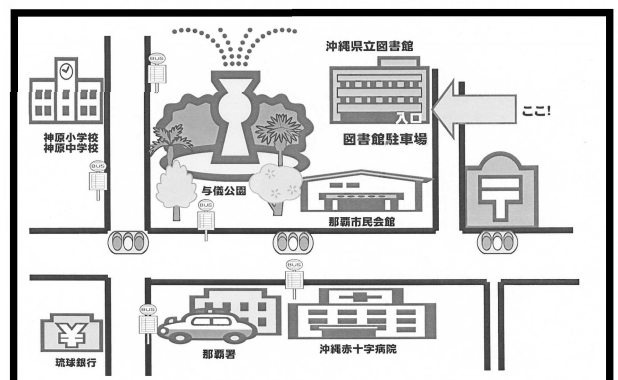 沖縄県立図書館
BUS
入口
ここ!
神原小学校
神原中学校
図書館駐車場
BUS
与儀公園
BUS
那覇市民会館
BUS
BUS
¥
琉球銀行
那覇署
沖縄赤十字病院